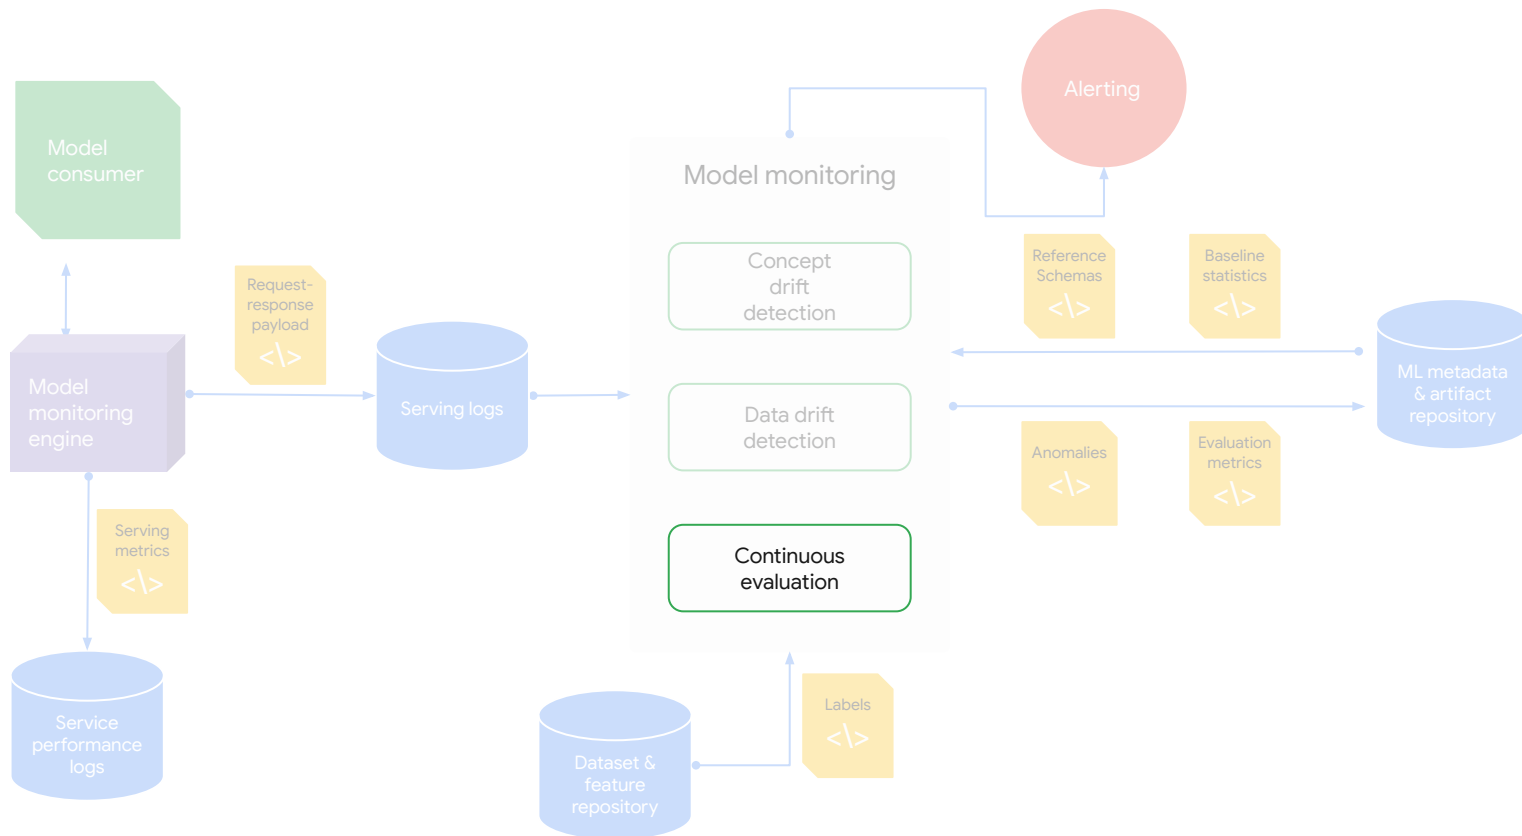 Alerting
Model
consumer
Model monitoring
Concept
drift
detection
Reference
Schemas
</>
Baseline
statistics
</>
Request-
response
payload
</>
Model
monitoring
engine
Serving logs
Data drift
detection
ML metadata
& artifact
repository
Anomalies
</>
Evaluation
metrics
</>
Serving
metrics
</>
Continuous
evaluation
Service
performance
logs
Labels
</>
Dataset &
feature
repository